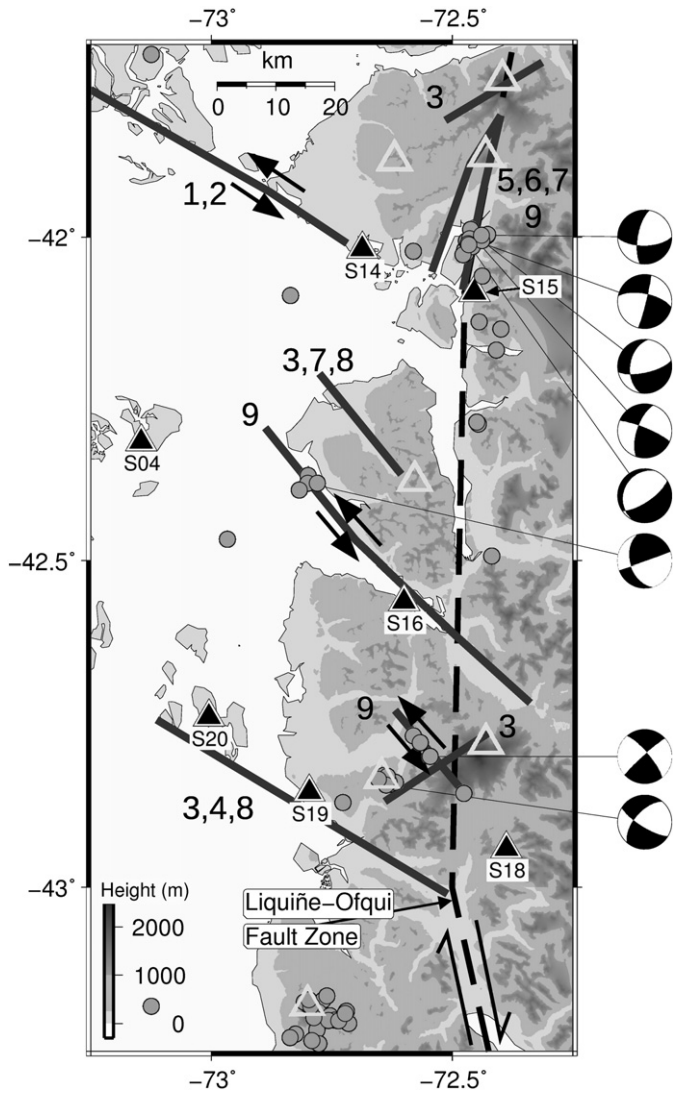 −73° −72.5°
km
0 10 20
3
1,2
5,6,7
9
−42°
S14
S15
3,7,8
9
S04
−42.5°
S16
9
3
S20
3,4,8
S19
S18
−43°
Height (m)
2000
1000
0
Liquiñe−Ofqui
Fault Zone
−73° −72.5°